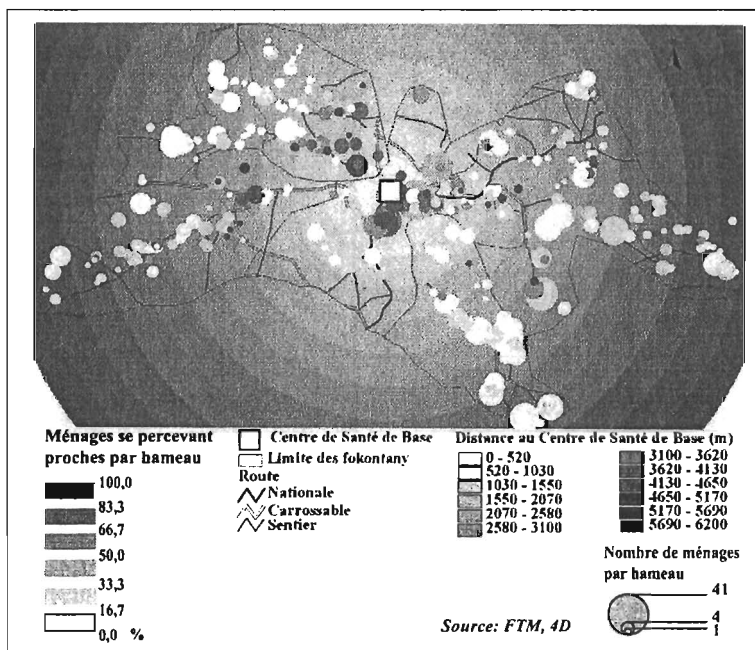 Ménages se percevant
proches par hameau
100,0
83,3
66,7
50,0
33,3
16,7
0,0 %
Centre de Santé de Base
Limite des fokontany
Route
Nationale
Carrossable
Sentier
Distance au Centre de Santé de Base (m)
0 - 520
520 - 1030
1030 - 1550
1550 - 2070
2070 - 2580
2580 - 3100
3100 - 3620
3620 - 4130
4130 - 4650
4650 - 5170
5170 - 5690
5690 - 6200
Nombre de ménages
par hameau
41
4
1
Source: FTM, 4D